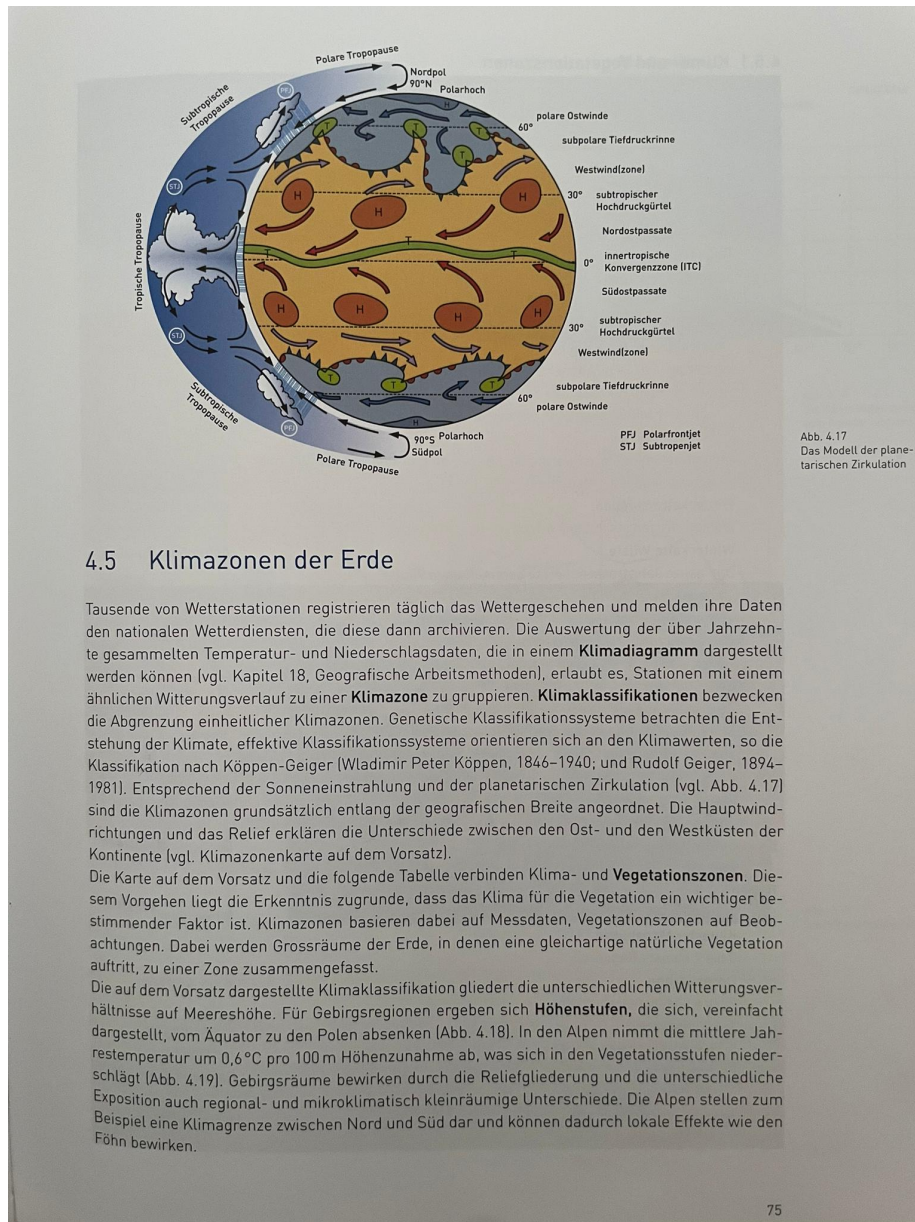 Polare Tropopause
Nordpol
90°N
Polarhoch
PFJ
Subtropische
Tropopause
polare Ostwinde
60°
subpolare Tiefdruckrinne
Westwind(zone)
STJ
30° subtropischer
Hochdruckgürtel
Nordostpassate
Tropische Tropopause
0° innertropische
Konvergenzzone (ITC)
Südostpassate
30° subtropischer
Hochdruckgürtel
STJ
Westwind(zone)
subpolare Tiefdruckrinne
60°
polare Ostwinde
Subtropische
Tropopause
PFJ
90°S Polarhoch
Südpol
Polare Tropopause
H
T T T
T
H H H
T T T
H H H H
T T T
H
PFJ Polarfrontjet
STJ Subtropenjet
Abb. 4.17
Das Modell der plane-
tarischen Zirkulation
4.5 Klimazonen der Erde
Tausende von Wetterstationen registrieren täglich das Wettergeschehen und melden ihre Daten
den nationalen Wetterdiensten, die diese dann archivieren. Die Auswertung der über Jahrzehn-
te gesammelten Temperatur- und Niederschlagsdaten, die in einem Klimadiagramm dargestellt
werden können (vgl. Kapitel 18, Geografische Arbeitsmethoden), erlaubt es, Stationen mit einem
ähnlichen Witterungsverlauf zu einer Klimazone zu gruppieren. Klimaklassifikationen bezwecken
die Abgrenzung einheitlicher Klimazonen. Genetische Klassifikationssysteme betrachten die Ent-
stehung der Klimate, effektive Klassifikationssysteme orientieren sich an den Klimawerten, so die
Klassifikation nach Köppen-Geiger (Wladimir Peter Köppen, 1846–1940; und Rudolf Geiger, 1894–
1981). Entsprechend der Sonneneinstrahlung und der planetarischen Zirkulation (vgl. Abb. 4.17)
sind die Klimazonen grundsätzlich entlang der geografischen Breite angeordnet. Die Hauptwind-
richtungen und das Relief erklären die Unterschiede zwischen den Ost- und den Westküsten der
Kontinente (vgl. Klimazonenkarte auf dem Vorsatz).
Die Karte auf dem Vorsatz und die folgende Tabelle verbinden Klima- und Vegetationszonen. Die-
sem Vorgehen liegt die Erkenntnis zugrunde, dass das Klima für die Vegetation ein wichtiger be-
stimmender Faktor ist. Klimazonen basieren dabei auf Messdaten, Vegetationszonen auf Beob-
achtungen. Dabei werden Grossräume der Erde, in denen eine gleichartige natürliche Vegetation
auftritt, zu einer Zone zusammengefasst.
Die auf dem Vorsatz dargestellte Klimaklassifikation gliedert die unterschiedlichen Witterungsver-
hältnisse auf Meereshöhe. Für Gebirgsregionen ergeben sich Höhenstufen, die sich, vereinfacht
dargestellt, vom Äquator zu den Polen absenken (Abb. 4.18). In den Alpen nimmt die mittlere Jah-
restemperatur um 0,6°C pro 100 m Höhenzunahme ab, was sich in den Vegetationsstufen nieder-
schlägt (Abb. 4.19). Gebirgsräume bewirken durch die Reliefgliederung und die unterschiedliche
Exposition auch regional- und mikroklimatisch kleinräumige Unterschiede. Die Alpen stellen zum
Beispiel eine Klimagrenze zwischen Nord und Süd dar und können dadurch lokale Effekte wie den
Föhn bewirken.
75